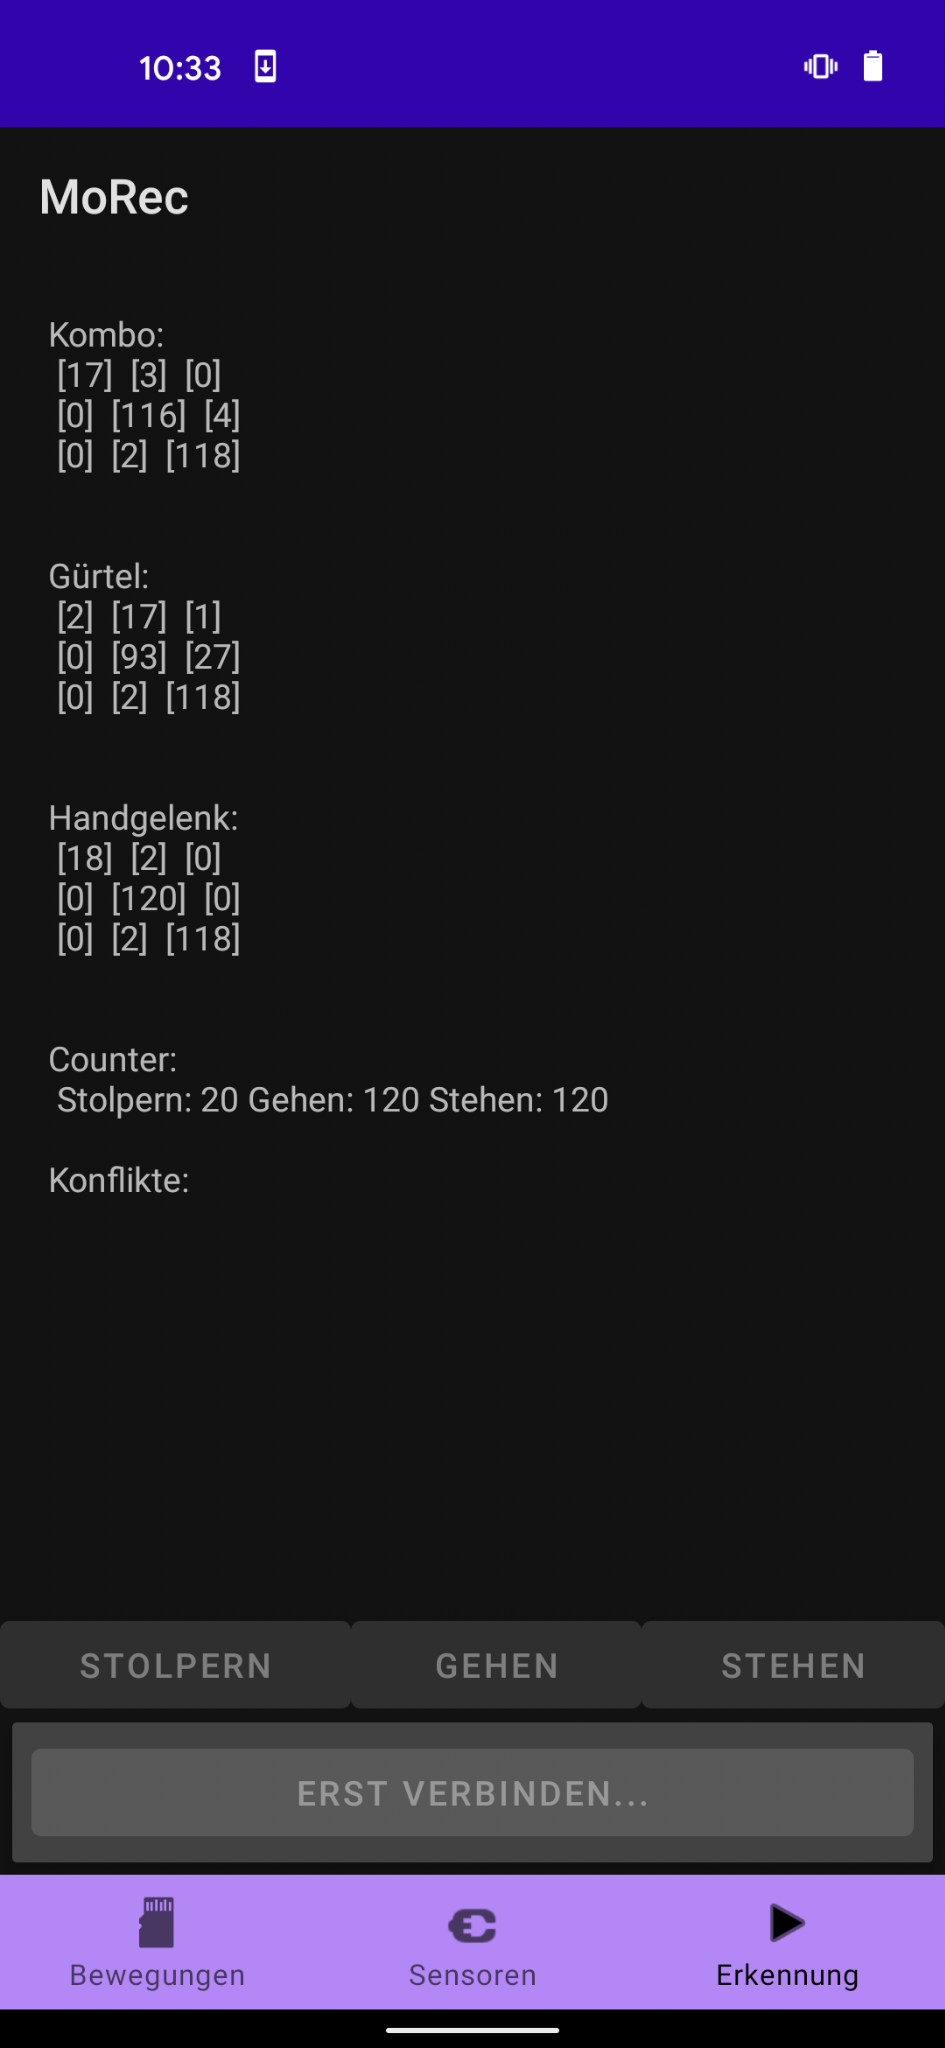 10:33
MoRec
Kombo:
[17] [3] [0]
[0] [116] [4]
[0] [2] [118]
Gürtel:
[2] [17] [1]
[0] [93] [27]
[0] [2] [118]
Handgelenk:
[18] [2] [0]
[0] [120] [0]
[0] [2] [118]
Counter:
Stolpern: 20 Gehen: 120 Stehen: 120
Konflikte:
STOLPERN GEHEN STEHEN
ERST VERBINDEN...
Bewegungen Sensoren Erkennung